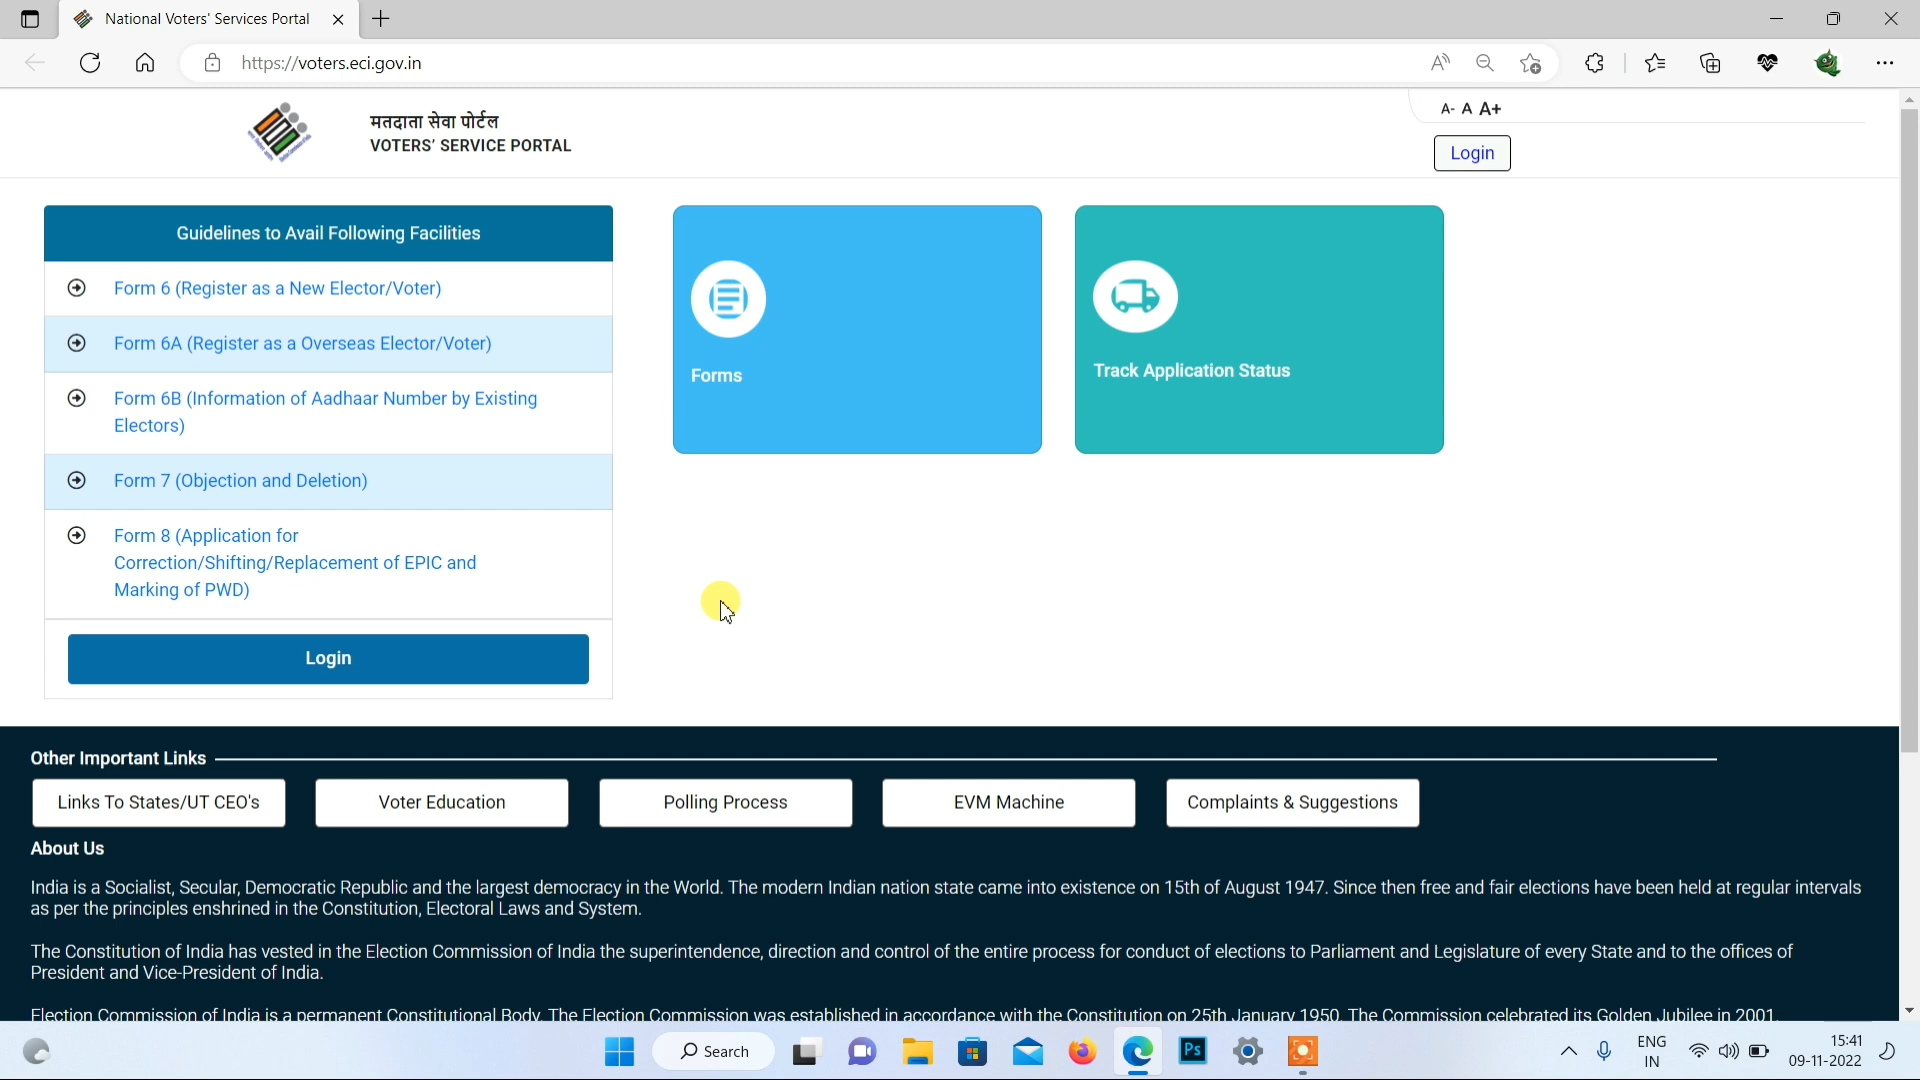 National Voters' Services Portal
https://voters.eci.gov.in
मतदाता सेवा पोर्टल
VOTERS' SERVICE PORTAL
A- A A+
Login
Guidelines to Avail Following Facilities
Form 6 (Register as a New Elector/Voter)
Form 6A (Register as a Overseas Elector/Voter)
Form 6B (Information of Aadhaar Number by Existing
Electors)
Form 7 (Objection and Deletion)
Form 8 (Application for
Correction/Shifting/Replacement of EPIC and
Marking of PWD)
Login
Forms
Track Application Status
Other Important Links
Links To States/UT CEO's
Voter Education
Polling Process
EVM Machine
Complaints & Suggestions
About Us
India is a Socialist, Secular, Democratic Republic and the largest democracy in the World. The modern Indian nation state came into existence on 15th of August 1947. Since then free and fair elections have been held at regular intervals
as per the principles enshrined in the Constitution, Electoral Laws and System.
The Constitution of India has vested in the Election Commission of India the superintendence, direction and control of the entire process for conduct of elections to Parliament and Legislature of every State and to the offices of
President and Vice-President of India.
Election Commission of India is a permanent Constitutional Body. The Election Commission was established in accordance with the Constitution on 25th January 1950. The Commission celebrated its Golden Jubilee in 2001.
Search
Ps
ENG
IN
15:41
09-11-2022